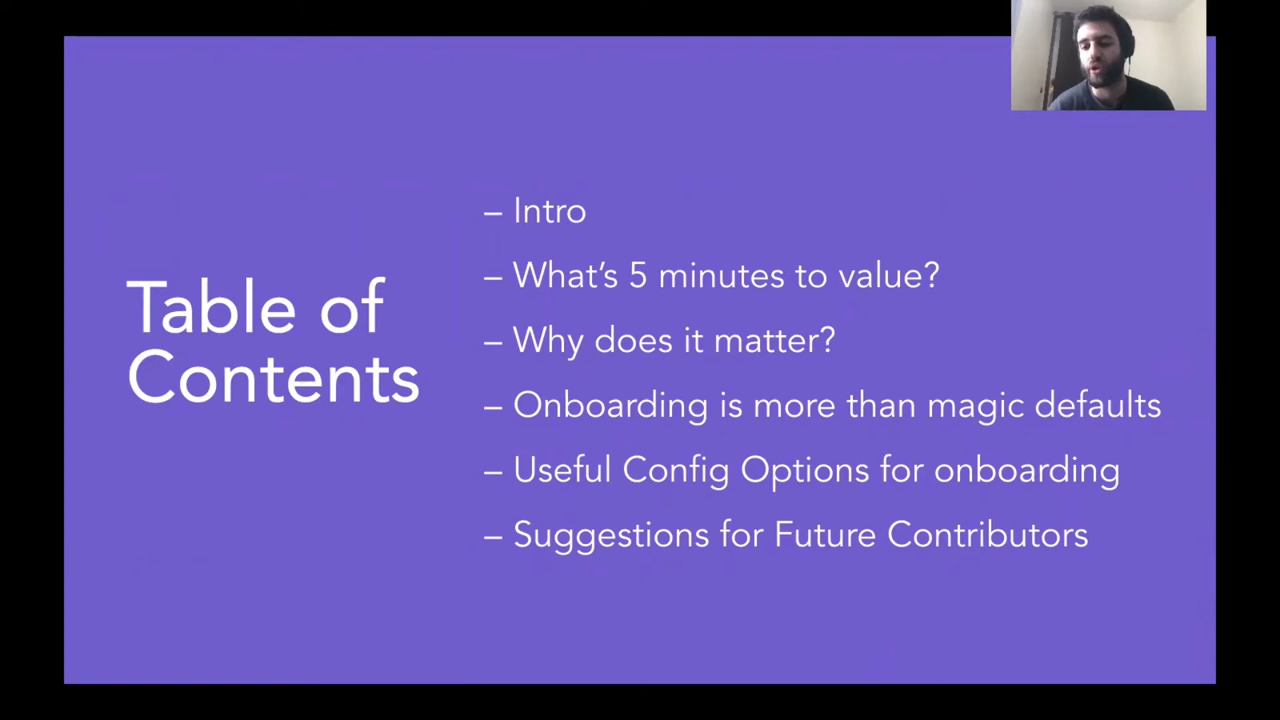 Table of
Contents
– Intro
– What's 5 minutes to value?
– Why does it matter?
– Onboarding is more than magic defaults
– Useful Config Options for onboarding
– Suggestions for Future Contributors